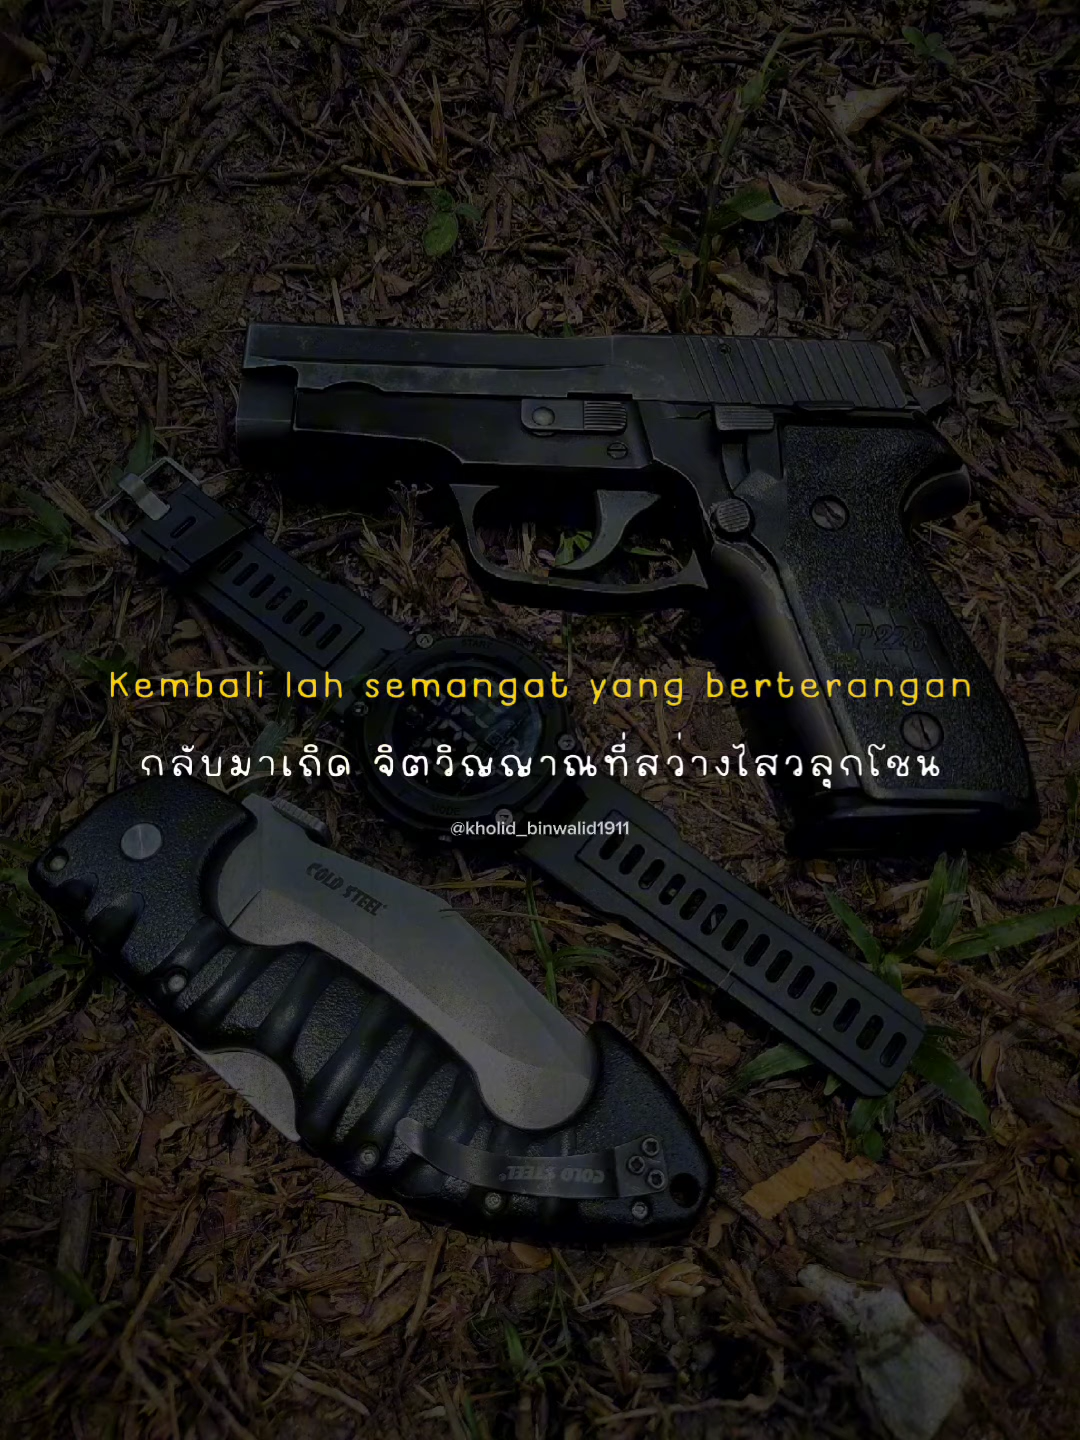 P228
Kembali lah semangat yang berterangan
กลับมาเถิด จิตวิญญาณที่สว่างไสวลุกโชน
@kholid_binwalid1911
COLD STEEL
COLD STEEL